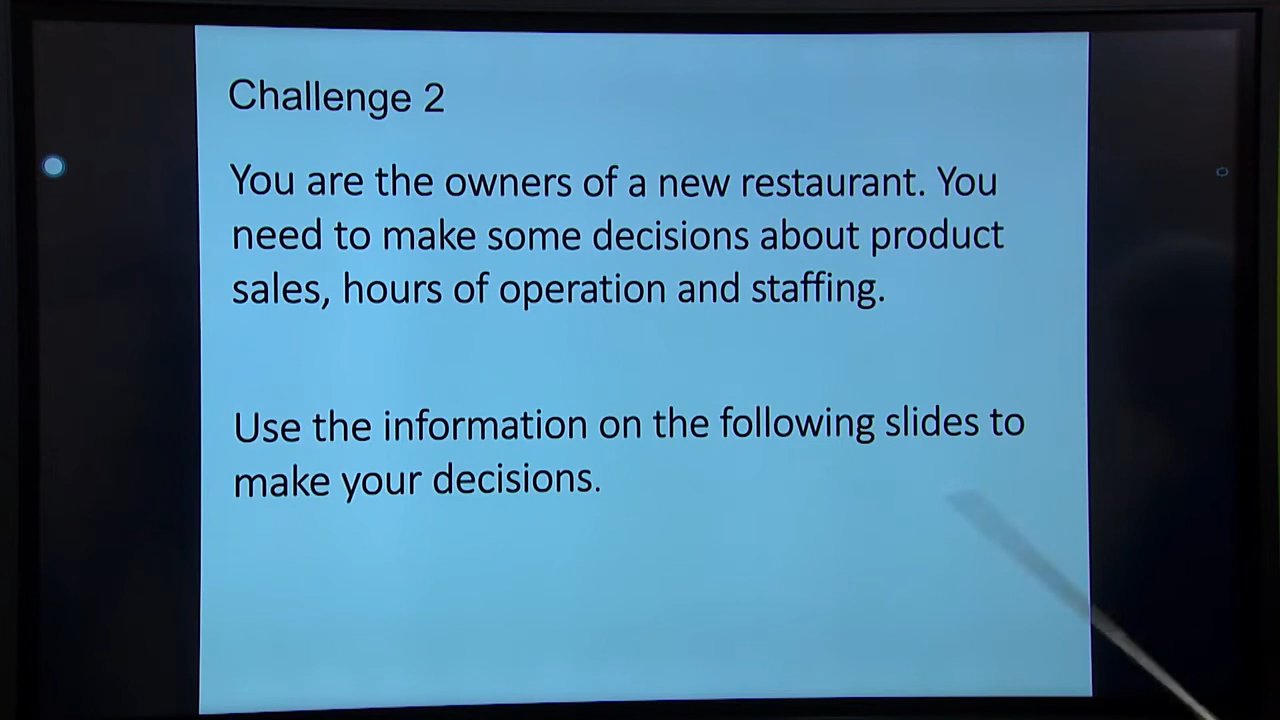 Challenge 2
You are the owners of a new restaurant. You
need to make some decisions about product
sales, hours of operation and staffing.
Use the information on the following slides to
make your decisions.